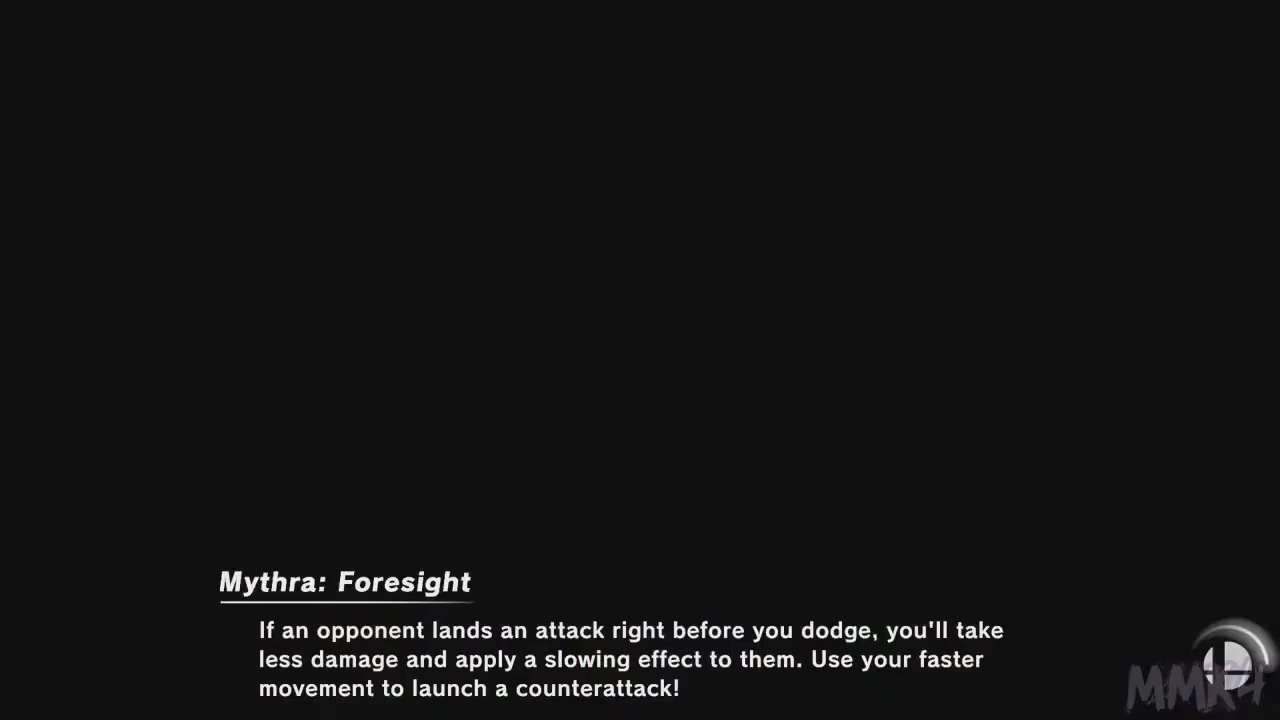 Mythra: Foresight
If an opponent lands an attack right before you dodge, you'll take
less damage and apply a slowing effect to them. Use your faster
movement to launch a counterattack!
MMK4